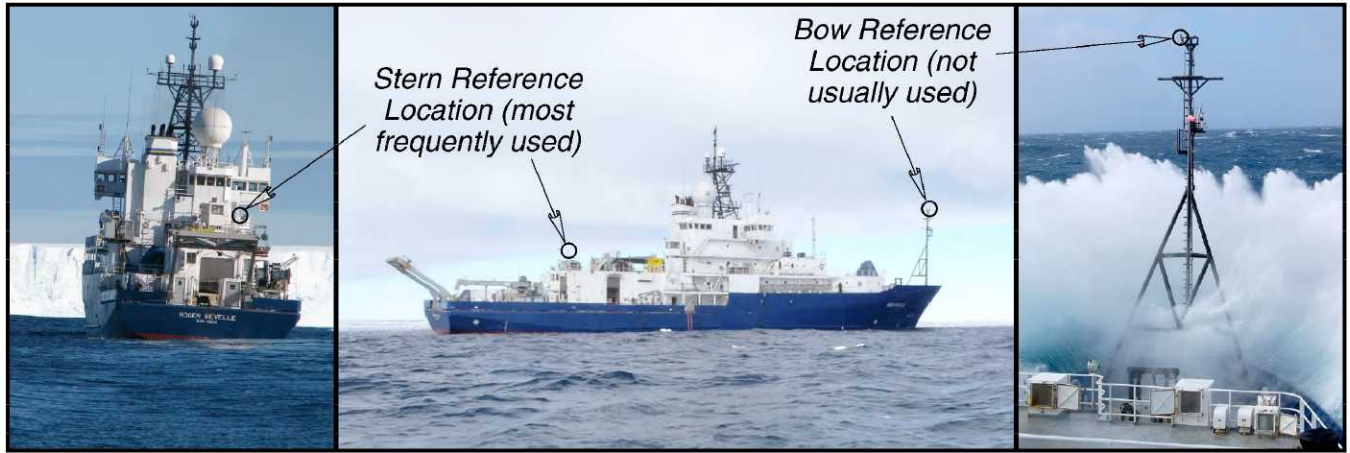 Stern Reference
Location (most
frequently used)
Bow Reference
Location (not
usually used)
ROGER REVELLE